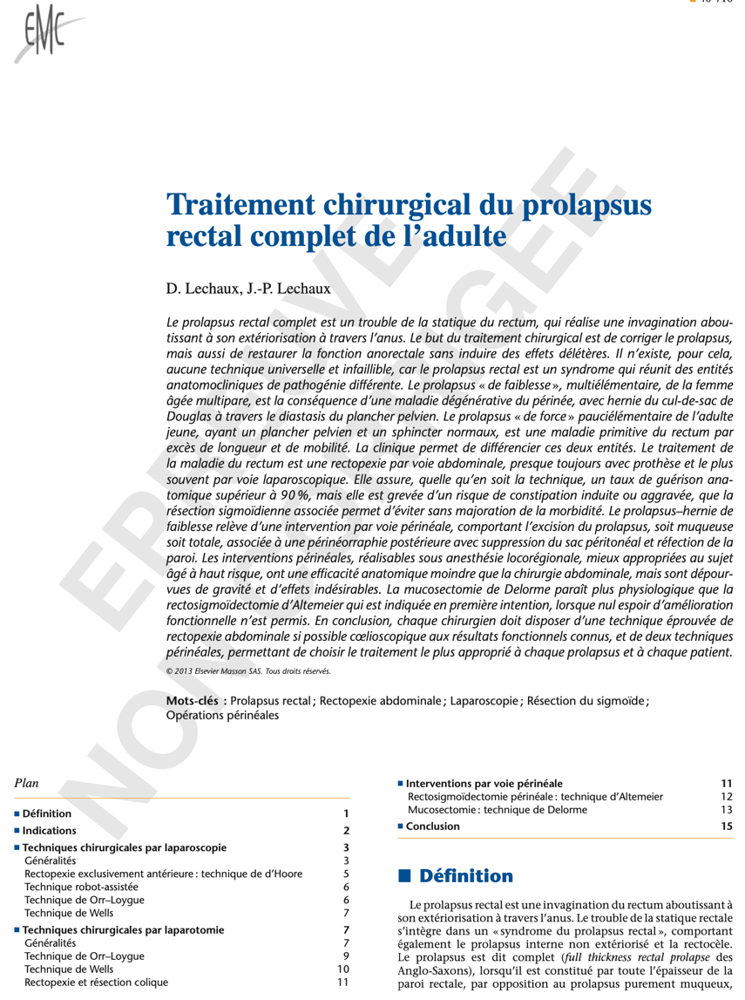 EMC
Traitement chirurgical du prolapsus
rectal complet de l'adulte
D. Lechaux, J.-P. Lechaux
Le prolapsus rectal complet est un trouble de la statique du rectum, qui réalise une invagination abou-
tissant à son extériorisation à travers l'anus. Le but du traitement chirurgical est de corriger le prolapsus,
mais aussi de restaurer la fonction anorectale sans induire des effets délétères. Il n'existe, pour cela,
aucune technique universelle et infaillible, car le prolapsus rectal est un syndrome qui réunit des entités
anatomocliniques de pathogénie différente. Le prolapsus « de faiblesse », multiélémentaire, de la femme
âgée multipare, est la conséquence d'une maladie dégénérative du périnée, avec hernie du cul-de-sac de
Douglas à travers le diastasis du plancher pelvien. Le prolapsus « de force » pauciélémentaire de l'adulte
jeune, ayant un plancher pelvien et un sphincter normaux, est une maladie primitive du rectum par
excès de longueur et de mobilité. La clinique permet de différencier ces deux entités. Le traitement de
la maladie du rectum est une rectopexie par voie abdominale, presque toujours avec prothèse et le plus
souvent par voie laparoscopique. Elle assure, quelle qu'en soit la technique, un taux de guérison ana-
tomique supérieur à 90 %, mais elle est grevée d'un risque de constipation induite ou aggravée, que la
résection sigmoïdienne associée permet d'éviter sans majoration de la morbidité. Le prolapsus–hernie de
faiblesse relève d'une intervention par voie périnéale, comportant l'excision du prolapsus, soit muqueuse
soit totale, associée à une périnéorraphie postérieure avec suppression du sac péritonéal et réfection de la
paroi. Les interventions périnéales, réalisables sous anesthésie locorégionale, mieux appropriées au sujet
âgé à haut risque, ont une efficacité anatomique moindre que la chirurgie abdominale, mais sont dépour-
vues de gravité et d'effets indésirables. La mucosectomie de Delorme paraît plus physiologique que la
rectosigmoïdectomie d'Altemeier qui est indiquée en première intention, lorsque nul espoir d'amélioration
fonctionnelle n'est permis. En conclusion, chaque chirurgien doit disposer d'une technique éprouvée de
rectopexie abdominale si possible cœlioscopique aux résultats fonctionnels connus, et de deux techniques
périnéales, permettant de choisir le traitement le plus approprié à chaque prolapsus et à chaque patient.
© 2013 Elsevier Masson SAS. Tous droits réservés.
Mots-clés : Prolapsus rectal ; Rectopexie abdominale ; Laparoscopie ; Résection du sigmoïde ;
Opérations périnéales
EPREUVE
NON CORRIGEE
Plan
■ Définition 1
■ Indications 2
■ Techniques chirurgicales par laparoscopie 3
Généralités 3
Rectopexie exclusivement antérieure : technique de d'Hoore 5
Technique robot-assistée 6
Technique de Orr–Loygue 6
Technique de Wells 7
■ Techniques chirurgicales par laparotomie 7
Généralités 7
Technique de Orr–Loygue 9
Technique de Wells 10
Rectopexie et résection colique 11
■ Interventions par voie périnéale 11
Rectosigmoïdectomie périnéale : technique d'Altemeier 12
Mucosectomie : technique de Delorme 13
■ Conclusion 15
■ Définition
Le prolapsus rectal est une invagination du rectum aboutissant à
son extériorisation à travers l'anus. Le trouble de la statique rectale
s'intègre dans un « syndrome du prolapsus rectal », comportant
également le prolapsus interne non extériorisé et la rectocèle.
Le prolapsus est dit complet (full thickness rectal prolapse des
Anglo-Saxons), lorsqu'il est constitué par toute l'épaisseur de la
paroi rectale, par opposition au prolapsus purement muqueux,